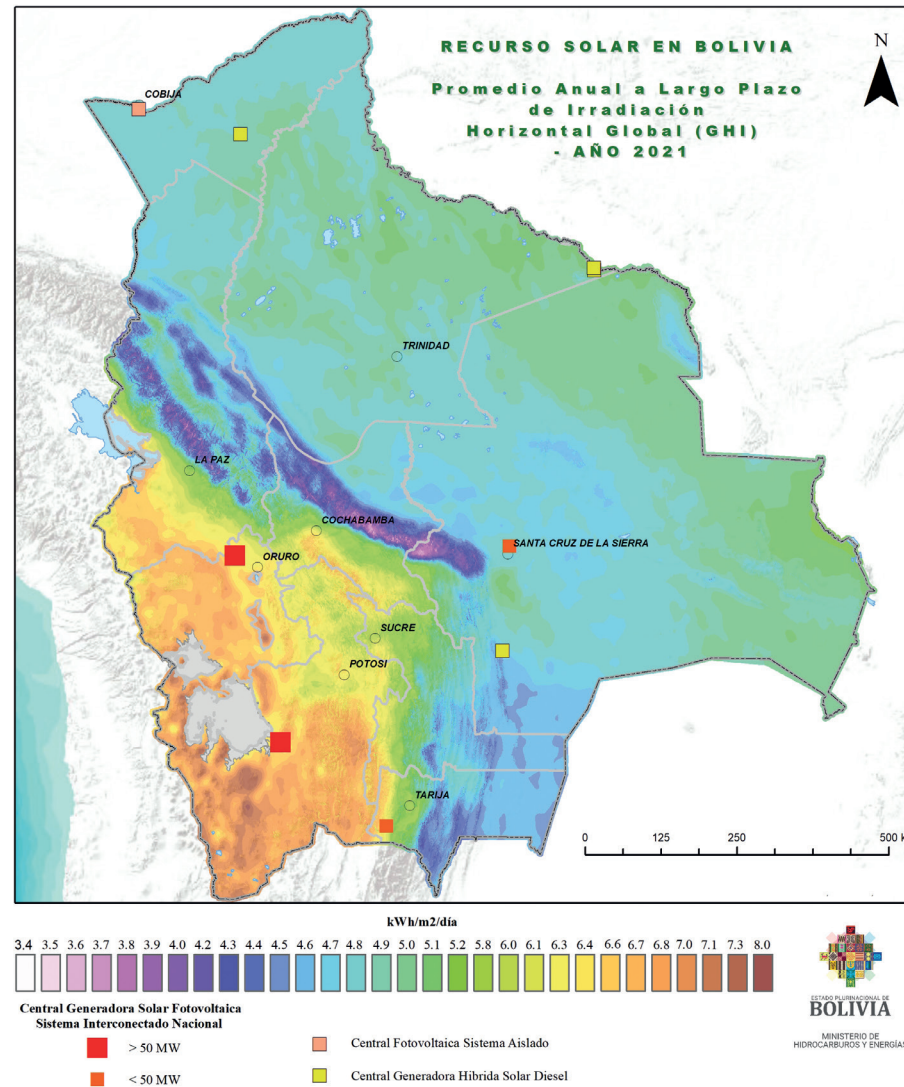 RECURSO SOLAR EN BOLIVIA
Promedio Anual a Largo Plazo
de Irradiación
Horizontal Global (GHI)
- AÑO 2021
N
COBIJA
TRINIDAD
LA PAZ
COCHABAMBA
SANTA CRUZ DE LA SIERRA
ORURO
SUCRE
POTOSI
TARIJA
0 125 250 500 k
kWh/m2/día
3.4 3.5 3.6 3.7 3.8 3.9 4.0 4.2 4.3 4.4 4.5 4.6 4.7 4.8 4.9 5.0 5.1 5.2 5.8 6.0 6.1 6.3 6.4 6.6 6.7 6.8 7.0 7.1 7.3 8.0
Central Generadora Solar Fotovoltaica
Sistema Interconectado Nacional
> 50 MW
< 50 MW
Central Fotovoltaica Sistema Aislado
Central Generadora Hibrida Solar Diesel
ESTADO PLURINACIONAL DE
BOLIVIA
MINISTERIO DE
HIDROCARBUROS Y ENERGÍAS